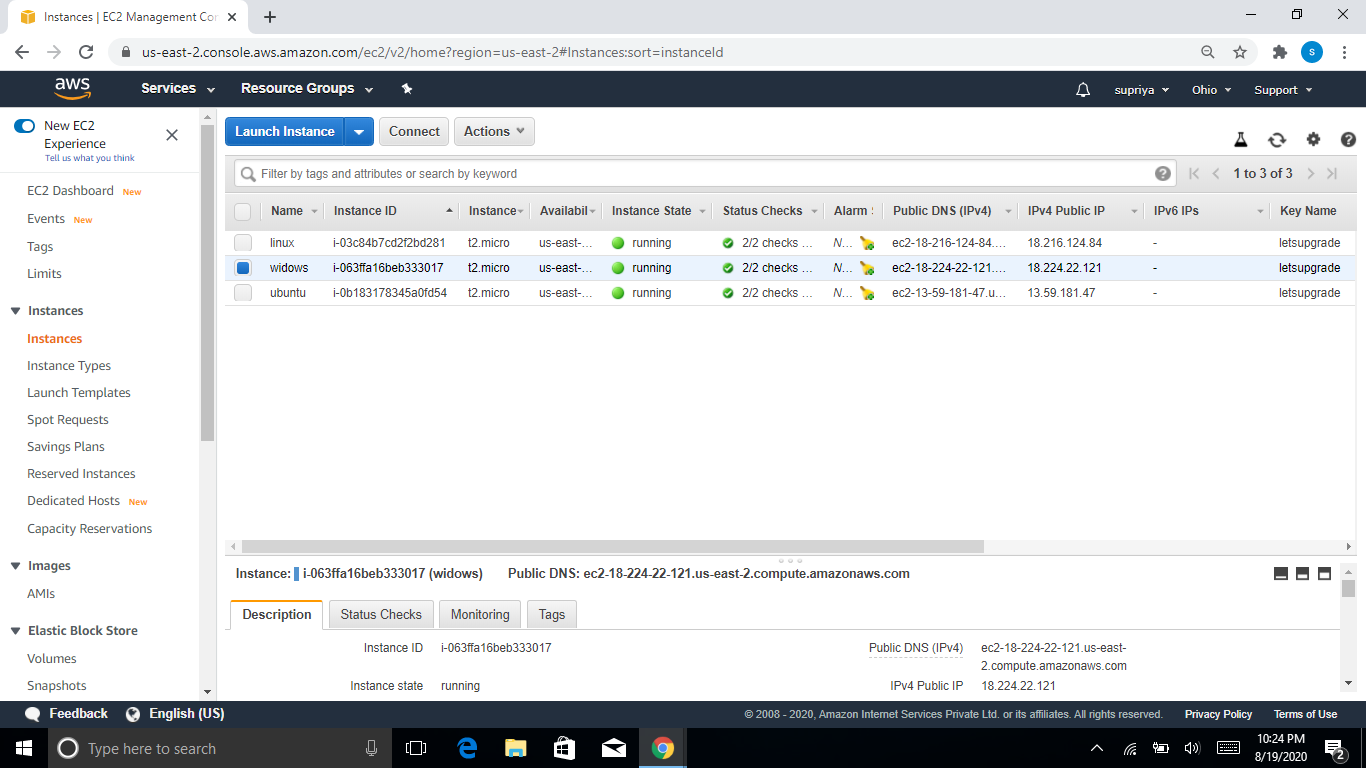 Instances | EC2 Management Con
us-east-2.console.aws.amazon.com/ec2/v2/home?region=us-east-2#Instances:sort=instanceId
s
aws Services Resource Groups supriya Ohio Support
New EC2
Experience
Tell us what you think
EC2 Dashboard New
Events New
Tags
Limits
Instances
Instances
Instance Types
Launch Templates
Spot Requests
Savings Plans
Reserved Instances
Dedicated Hosts New
Capacity Reservations
Images
AMIs
Elastic Block Store
Volumes
Snapshots
Launch Instance Connect Actions
Filter by tags and attributes or search by keyword 1 to 3 of 3
Name Instance ID Instance Availabil Instance State Status Checks Alarm Public DNS (IPv4) IPv4 Public IP IPv6 IPs Key Name
linux i-03c84b7cd2f2bd281 t2.micro us-east-... running 2/2 checks ... N... ec2-18-216-124-84.... 18.216.124.84 - letsupgrade
widows i-063ffa16beb333017 t2.micro us-east-... running 2/2 checks ... N... ec2-18-224-22-121.... 18.224.22.121 - letsupgrade
ubuntu i-0b183178345a0fd54 t2.micro us-east-... running 2/2 checks ... N... ec2-13-59-181-47.u... 13.59.181.47 - letsupgrade
Instance: i-063ffa16beb333017 (widows) Public DNS: ec2-18-224-22-121.us-east-2.compute.amazonaws.com
Description Status Checks Monitoring Tags
Instance ID i-063ffa16beb333017 Public DNS (IPv4) ec2-18-224-22-121.us-east-
2.compute.amazonaws.com
Instance state running IPv4 Public IP 18.224.22.121
Feedback English (US) © 2008 - 2020, Amazon Internet Services Private Ltd. or its affiliates. All rights reserved. Privacy Policy Terms of Use
Type here to search
10:24 PM
8/19/2020
2